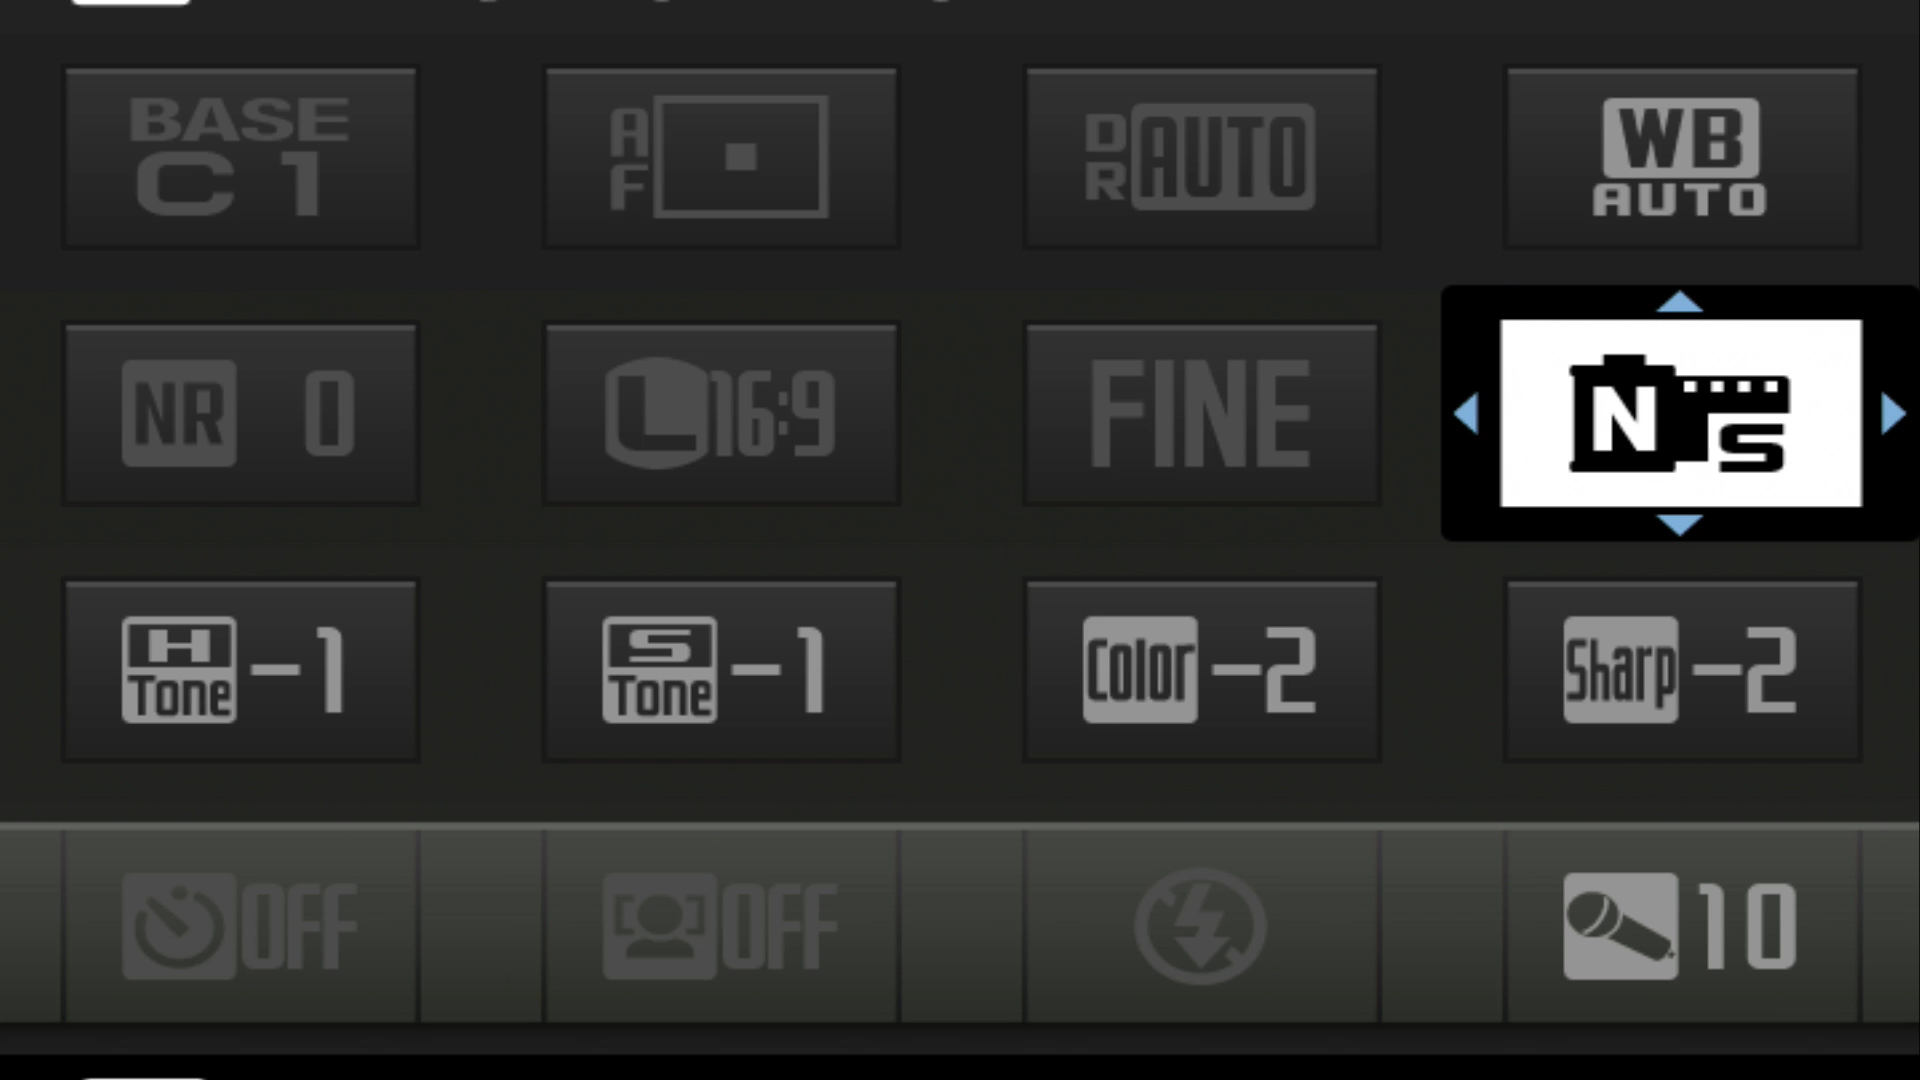 BASE
C 1
AF
DR AUTO
WB
AUTO
NR 0
L 16:9
FINE
N S
H Tone -1
S Tone -1
Color -2
Sharp -2
OFF
OFF
10